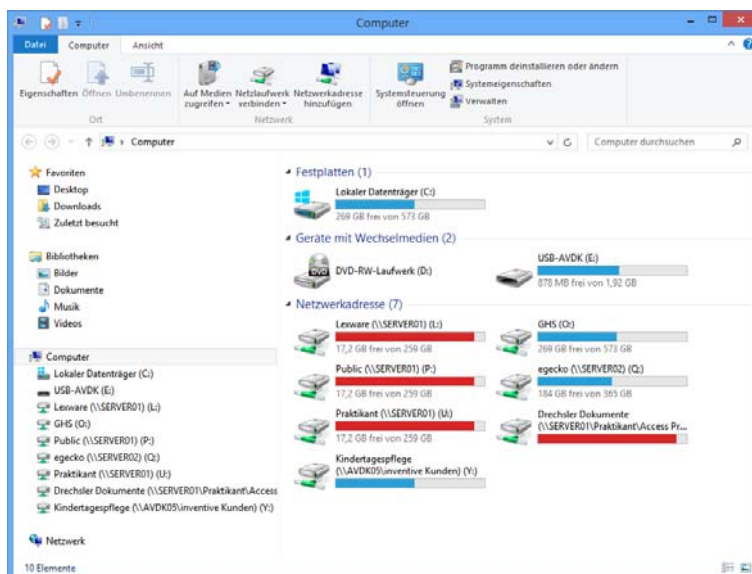 Computer
Datei Computer Ansicht
Eigenschaften Öffnen Umbenennen
Auf Medien zugreifen
Netzlaufwerk verbinden
Netzwerkadresse hinzufügen
Systemsteuerung öffnen
Programm deinstallieren oder ändern
Systemeigenschaften
Verwalten
Ort
Netzwerk
System
Computer
Computer durchsuchen
Favoriten
Desktop
Downloads
Zuletzt besucht
Bibliotheken
Bilder
Dokumente
Musik
Videos
Computer
Lokaler Datenträger (C:)
USB-AVDK (E:)
Lexware (\\SERVER01) (L:)
GHS (O:)
Public (\\SERVER01) (P:)
egecko (\\SERVER02) (Q:)
Praktikant (\\SERVER01) (U:)
Drechsler Dokumente (\\SERVER01\Praktikant\Access
Kindertagespflege (\\AVDK05\inventive Kunden) (Y:)
Netzwerk
10 Elemente
Festplatten (1)
Lokaler Datenträger (C:)
269 GB frei von 573 GB
Geräte mit Wechselmedien (2)
DVD
DVD-RW-Laufwerk (D:)
USB-AVDK (E:)
878 MB frei von 1,92 GB
Netzwerkadresse (7)
Lexware (\\SERVER01) (L:)
17,2 GB frei von 259 GB
GHS (O:)
269 GB frei von 573 GB
Public (\\SERVER01) (P:)
17,2 GB frei von 259 GB
egecko (\\SERVER02) (Q:)
184 GB frei von 365 GB
Praktikant (\\SERVER01) (U:)
17,2 GB frei von 259 GB
Drechsler Dokumente
(\\SERVER01\Praktikant\Access Pr...
Kindertagespflege
(\\AVDK05\inventive Kunden) (Y:)